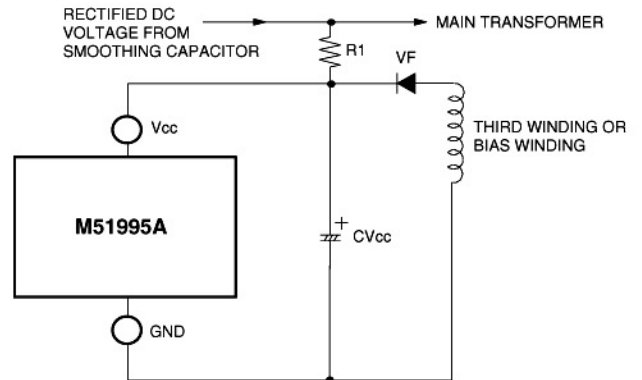 RECTIFIED DC
VOLTAGE FROM
SMOOTHING CAPACITOR
MAIN TRANSFORMER
R1
VF
Vcc
THIRD WINDING OR
BIAS WINDING
M51995A
+
CVcc
GND